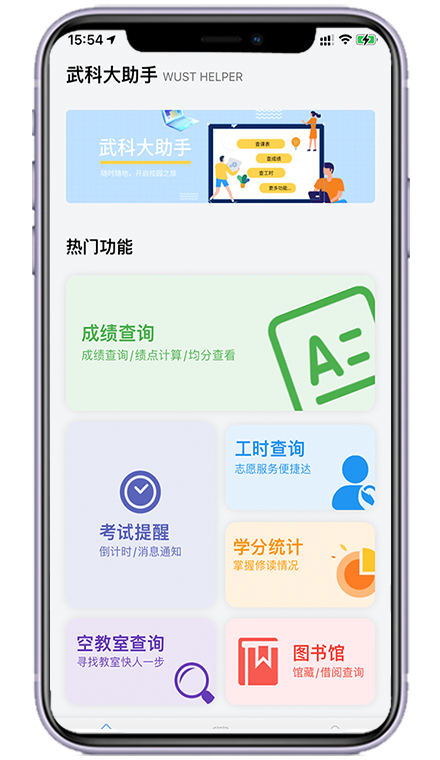 15:54
武科大助手 WUST HELPER
武科大助手
随时随地，开启校园之旅
查课表
查成绩
查工时
更多功能...
热门功能
成绩查询
成绩查询/绩点计算/均分查看
A
考试提醒
倒计时/消息通知
工时查询
志愿服务便捷达
学分统计
掌握修读情况
空教室查询
寻找教室快人一步
图书馆
馆藏/借阅查询